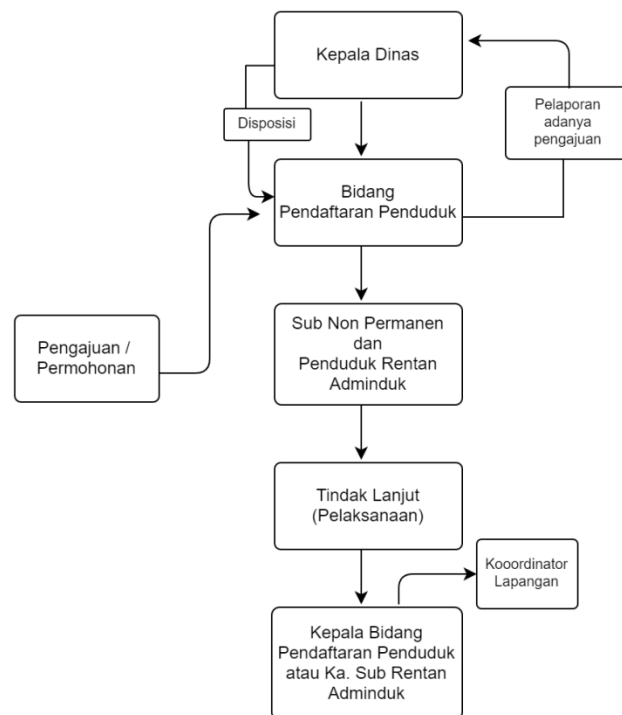 Kepala Dinas
Disposisi
Pelaporan
adanya
pengajuan
Bidang
Pendaftaran Penduduk
Pengajuan /
Permohonan
Sub Non Permanen
dan
Penduduk Rentan
Adminduk
Tindak Lanjut
(Pelaksanaan)
Kooordinator
Lapangan
Kepala Bidang
Pendaftaran Penduduk
atau Ka. Sub Rentan
Adminduk